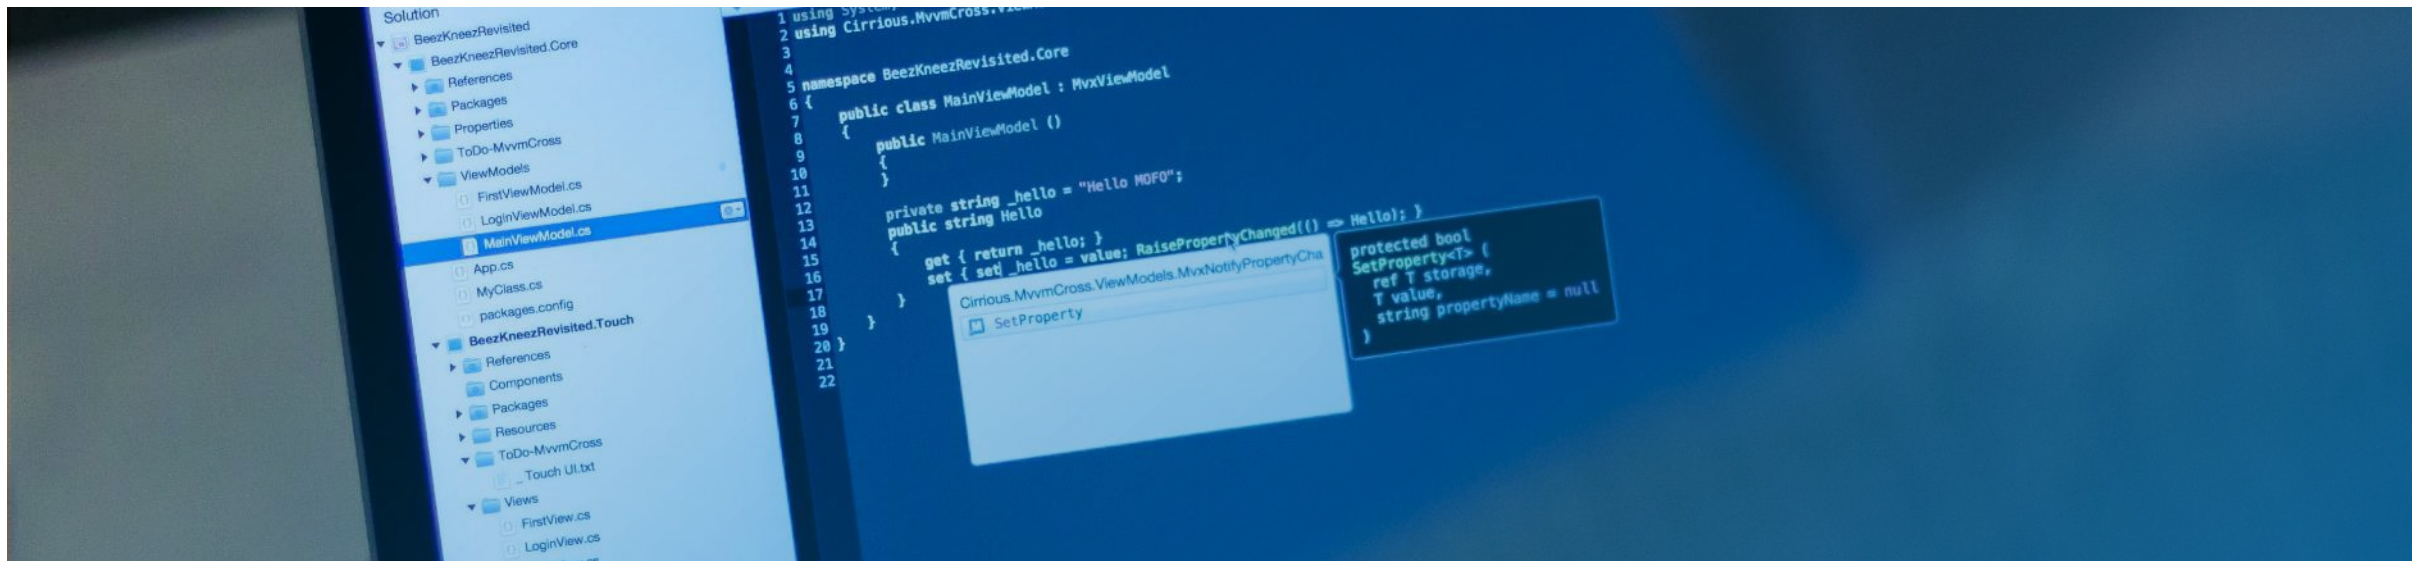 Solution
BeezKneezRevisited
BeezKneezRevisited.Core
References
Packages
Properties
ToDo-MvvmCross
ViewModels
FirstViewModel.cs
LoginViewModel.cs
MainViewModel.cs
App.cs
MyClass.cs
packages.config
BeezKneezRevisited.Touch
References
Components
Packages
Resources
ToDo-MvvmCross
_Touch UI.txt
Views
FirstView.cs
LoginView.cs
1 using
2 using Cirrious.MvvmCross.
3
4
5 namespace BeezKneezRevisited.Core
6 {
7 public class MainViewModel : MvxViewModel
8 {
9 public MainViewModel ()
10 {
11 }
12
13 private string _hello = "Hello MOFO";
14 public string Hello
15 {
16 get { return _hello; }
17 set { set _hello = value; RaisePropertyChanged(() => Hello); }
18 }
19 }
20 }
21
22
Cirrious.MvvmCross.ViewModels.MvxNotifyPropertyCha
SetProperty
protected bool
SetProperty<T> (
ref T storage,
T value,
string propertyName = null
)